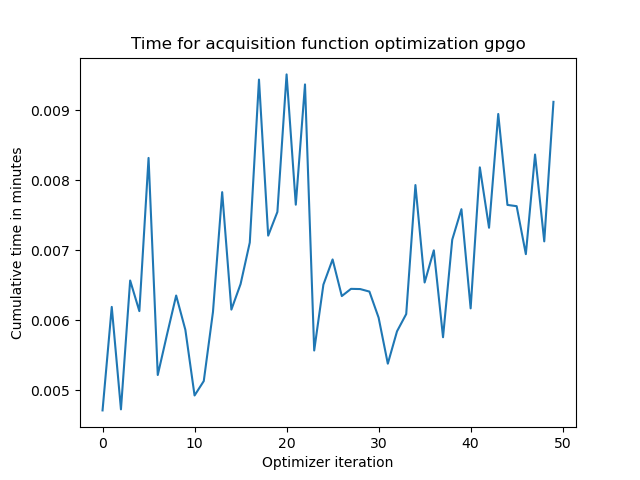 Time for acquisition function optimization gpgo
Cumulative time in minutes
0.009
0.008
0.007
0.006
0.005
0 10 20 30 40 50
Optimizer iteration